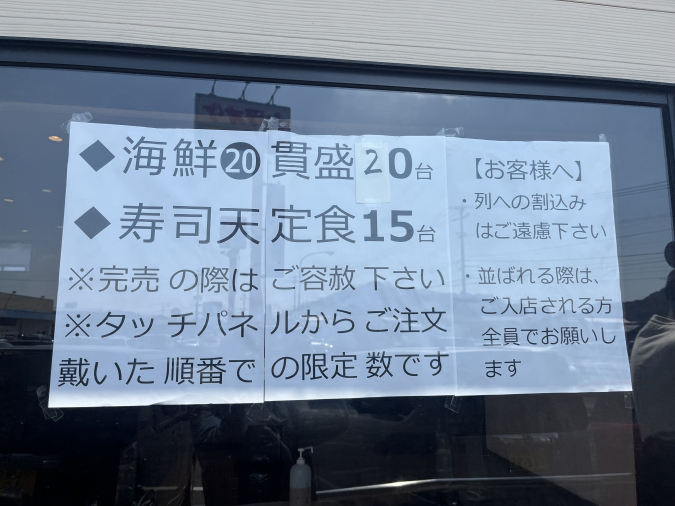 ◆海鮮⓴貫盛20台
◆寿司天定食15台
※完売の際はご容赦下さい
※タッチパネルからご注文
戴いた順番での限定数です
【お客様へ】
・列への割込み
はご遠慮下さい
・並ばれる際は、
ご入店される方
全員でお願いし
ます